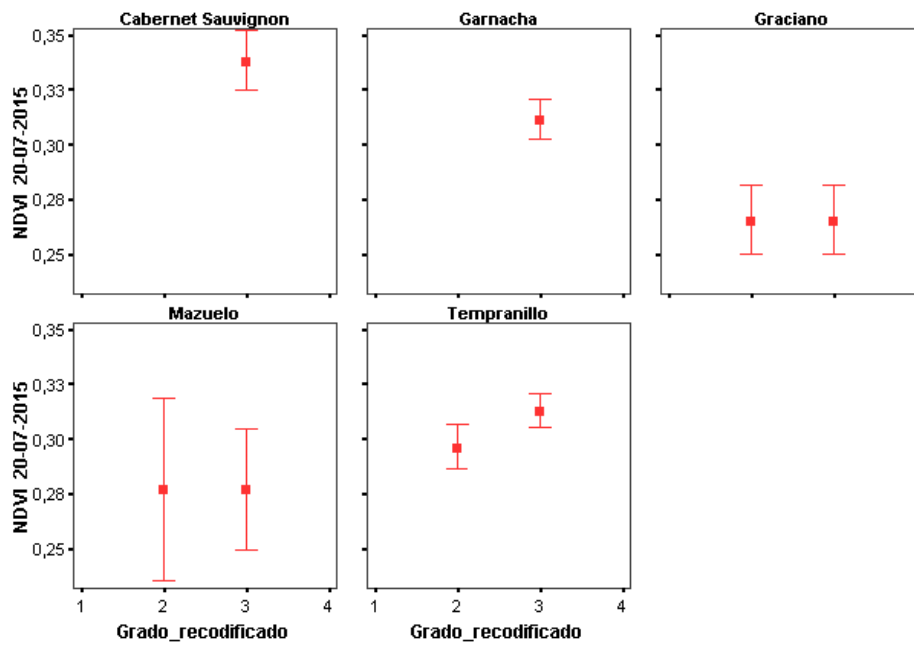 Cabernet Sauvignon
Garnacha
Graciano
NDVI 20-07-2015
0,35
0,33
0,30
0,28
0,25
Mazuelo
Tempranillo
NDVI 20-07-2015
0,35
0,33
0,30
0,28
0,25
1 2 3 4
1 2 3 4
Grado_recodificado
Grado_recodificado